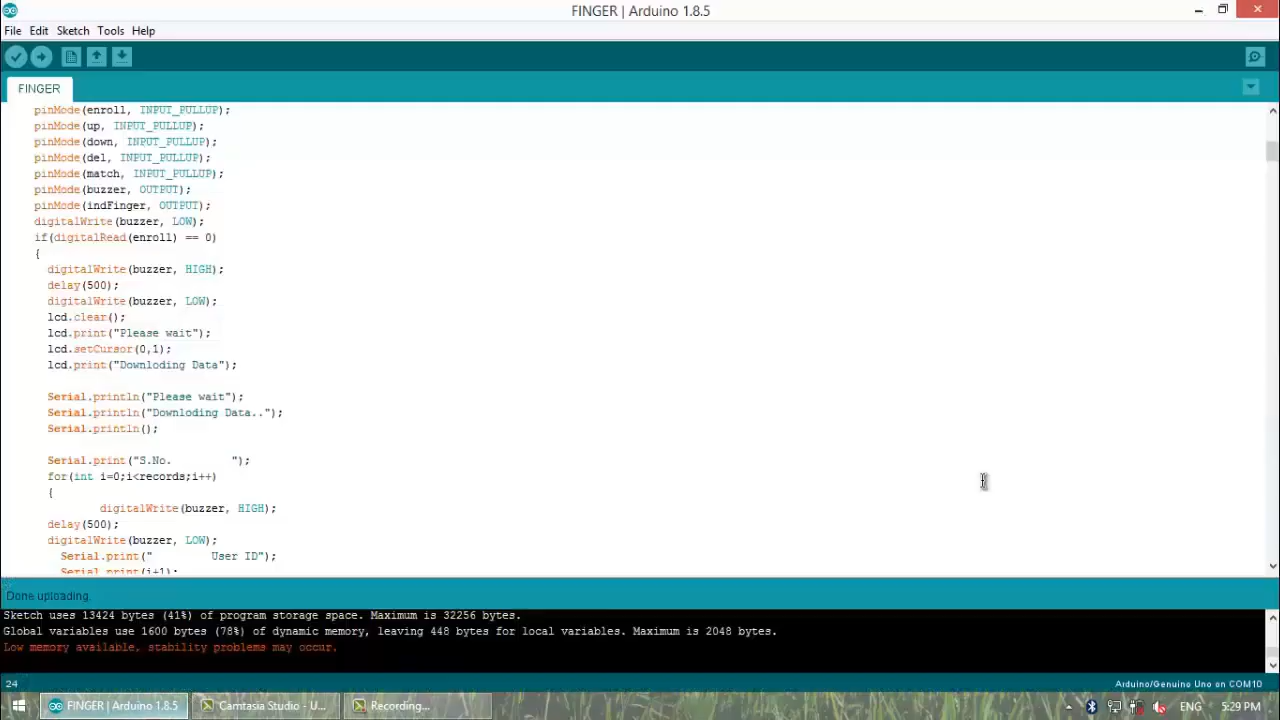 FINGER | Arduino 1.8.5
File Edit Sketch Tools Help
FINGER
pinMode(enroll, INPUT_PULLUP);
pinMode(up, INPUT_PULLUP);
pinMode(down, INPUT_PULLUP);
pinMode(del, INPUT_PULLUP);
pinMode(match, INPUT_PULLUP);
pinMode(buzzer, OUTPUT);
pinMode(indFinger, OUTPUT);
digitalWrite(buzzer, LOW);
if(digitalRead(enroll) == 0)
{
digitalWrite(buzzer, HIGH);
delay(500);
digitalWrite(buzzer, LOW);
lcd.clear();
lcd.print("Please wait");
lcd.setCursor(0,1);
lcd.print("Downloding Data");
Serial.println("Please wait");
Serial.println("Downloding Data..");
Serial.println();
Serial.print("S.No.         ");
for(int i=0;i<records;i++)
{
digitalWrite(buzzer, HIGH);
delay(500);
digitalWrite(buzzer, LOW);
Serial.print("         User ID");
Serial.print(i+1);
Done uploading.
Sketch uses 13424 bytes (41%) of program storage space. Maximum is 32256 bytes.
Global variables use 1600 bytes (78%) of dynamic memory, leaving 448 bytes for local variables. Maximum is 2048 bytes.
Low memory available, stability problems may occur.
24 Arduino/Genuino Uno on COM10
FINGER | Arduino 1.8.5 Camtasia Studio - U... Recording... ENG 5:29 PM